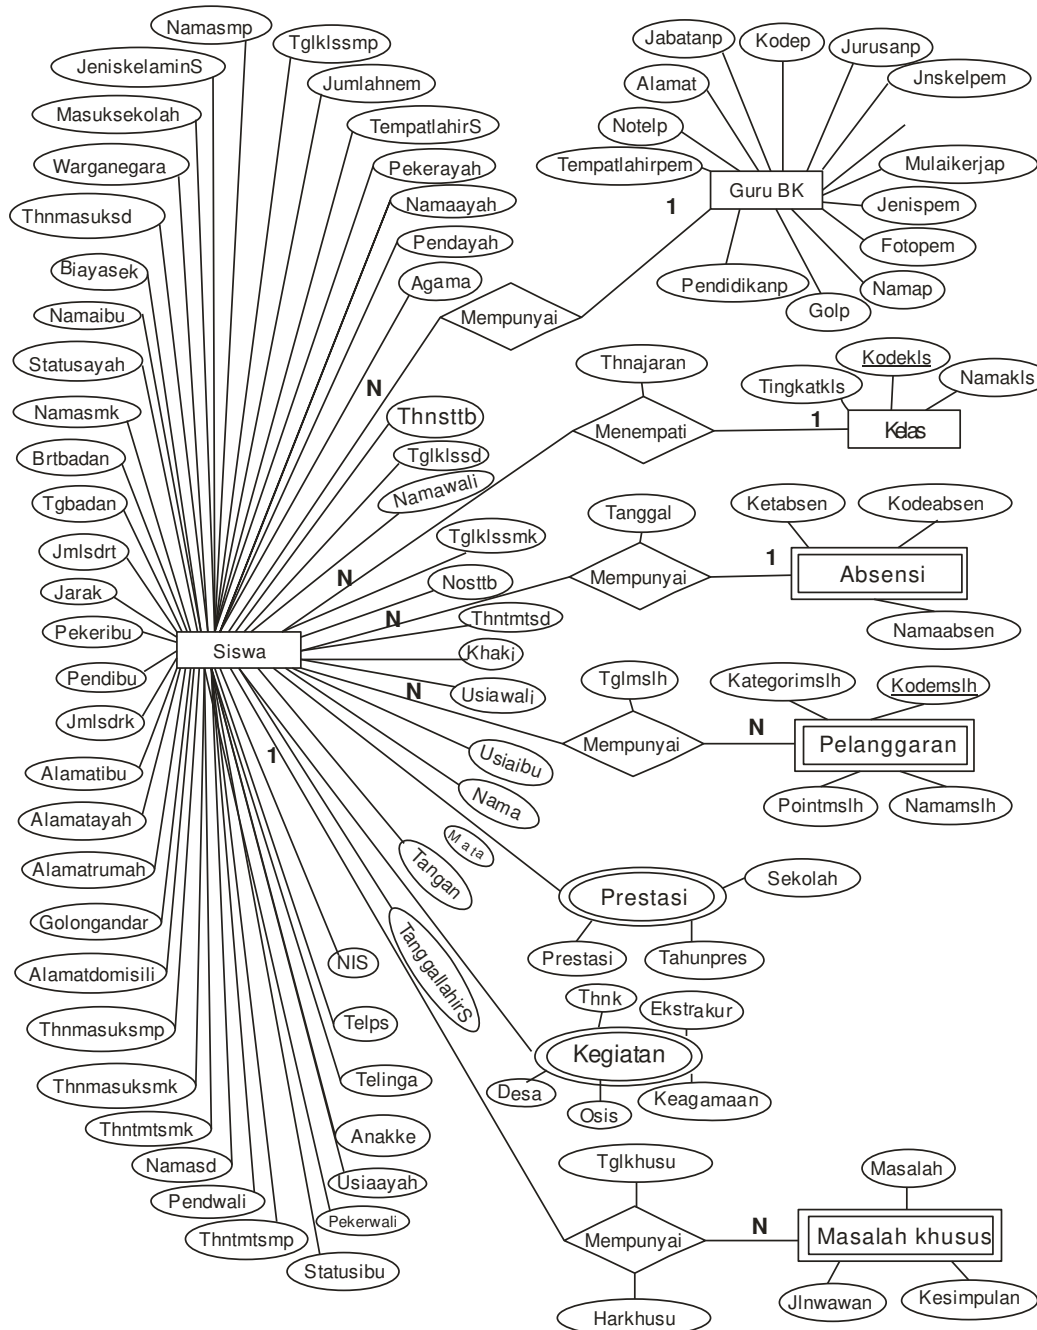 Namasmp
Tglklssmp
JeniskelaminS
Jumlahnem
Masuksekolah
TempatlahirS
Warganegara
Pekerayah
Thnmasuksd
Namaayah
Pendayah
Biayasek
Agama
Namaibu
Statusayah
Namasmk
Brtbadan
Tgbadan
Jmlsdrt
Jarak
Pekeribu
Pendibu
Jmlsdrk
Alamatibu
Alamatayah
Alamatrumah
Golongandar
Alamatdomisili
Thnmasuksmp
Thnmasuksmk
Thntmtsmk
Namasd
Pendwali
Thntmtsmp
Statusibu
Pekerwali
Usiaayah
Anakke
Telinga
Telps
NIS
TanggallahirS
Tangan
Mata
Nama
Usiaibu
Usiawali
Khaki
Thntmtsd
Nosttb
Tglklssmk
Namawali
Tglklssd
Thnsttb
Siswa
N
Mempunyai
1
Guru BK
Jabatanp
Kodep
Jurusanp
Alamat
Jnskelpem
Notelp
Tempatlahirpem
Mulaikerjap
Jenispem
Fotopem
Namap
Golp
Pendidikanp
N
Thnajaran
Menempati
1
Kelas
Tingkatkls
Kodekls
Namakls
N
Tanggal
Mempunyai
1
Absensi
Ketabsen
Kodeabsen
Namaabsen
N
Tglmslh
Mempunyai
N
Pelanggaran
Kategorimslh
Kodemslh
Pointmslh
Namamslh
Prestasi
Sekolah
Prestasi
Tahunpres
Kegiatan
Thnk
Ekstrakur
Desa
Osis
Keagamaan
1
Tglkhusu
Mempunyai
Harkhusu
N
Masalah khusus
Masalah
Jlnwawan
Kesimpulan